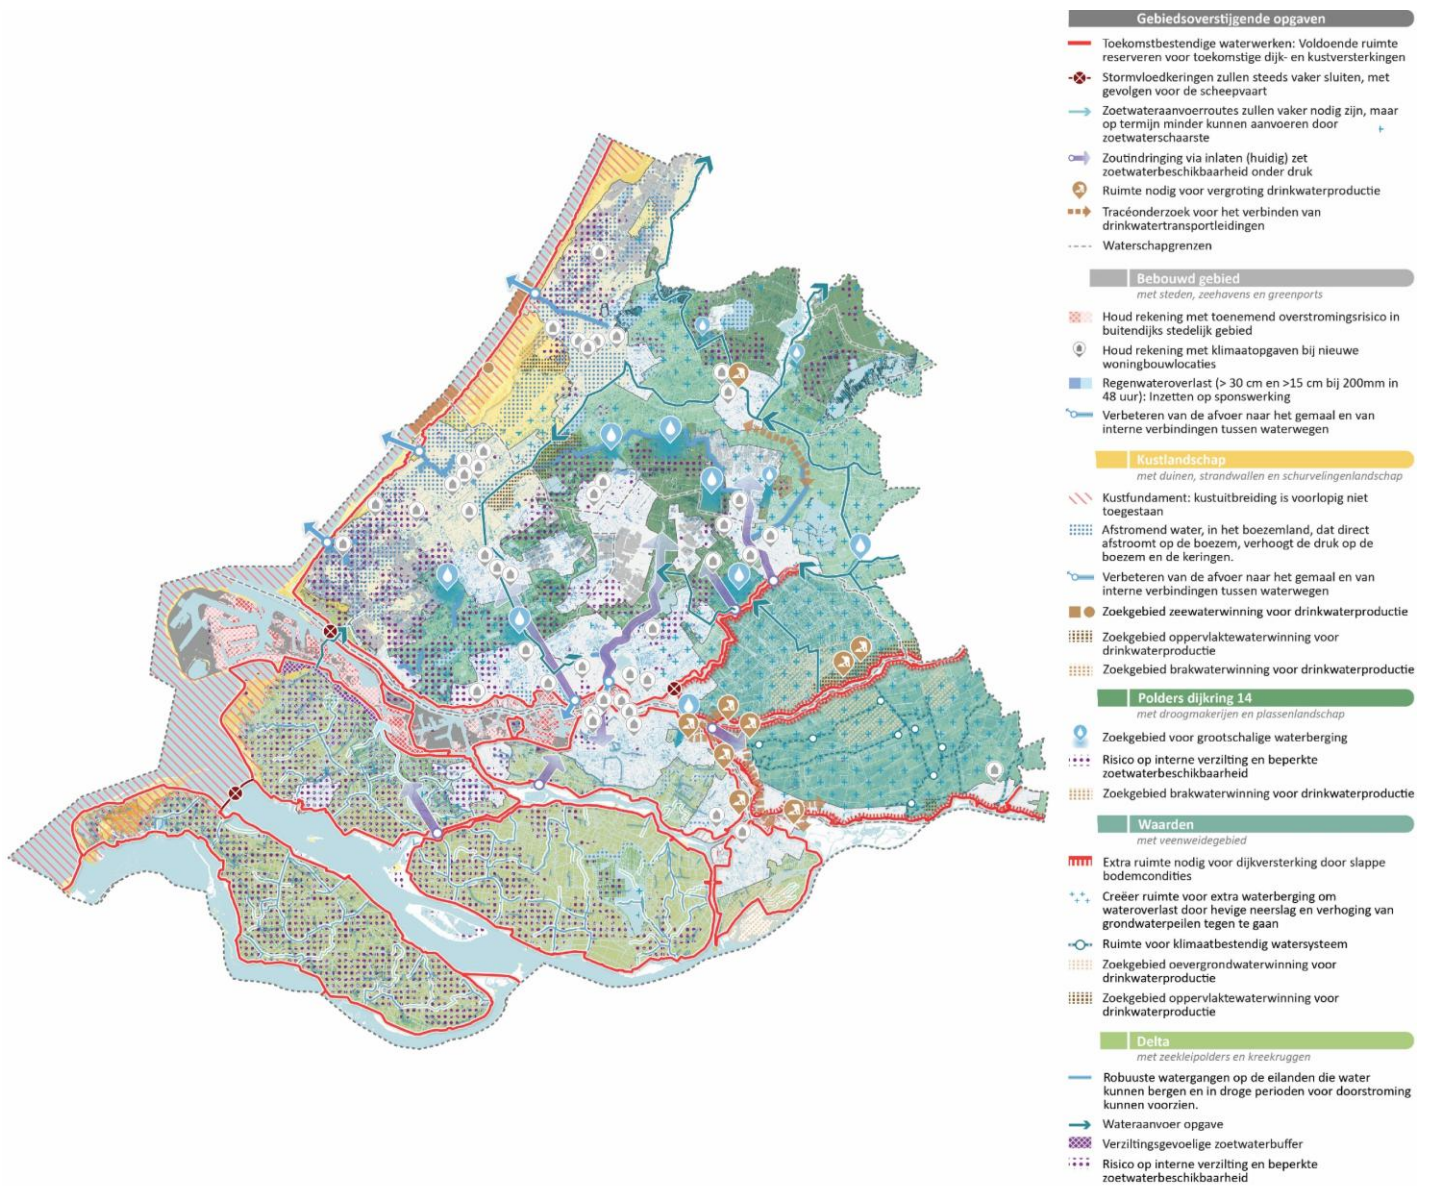 Gebiedsoverstijgende opgaven
Toekomstbestendige waterwerken: Voldoende ruimte
reserveren voor toekomstige dijk- en kustversterkingen
Stormvloedkeringen zullen steeds vaker sluiten, met
gevolgen voor de scheepvaart
Zoetwateraanvoerroutes zullen vaker nodig zijn, maar
op termijn minder kunnen aanvoeren door
zoetwaterschaarste
Zoutindringing via inlaten (huidig) zet
zoetwaterbeschikbaarheid onder druk
Ruimte nodig voor vergroting drinkwaterproductie
Tracéonderzoek voor het verbinden van
drinkwatertransportleidingen
Waterschapgrenzen
Bebouwd gebied
met steden, zeehavens en greenports
Houd rekening met toenemend overstromingsrisico in
buitendijks stedelijk gebied
Houd rekening met klimaatopgaven bij nieuwe
woningbouwlocaties
Regenwateroverlast (> 30 cm en >15 cm bij 200mm in
48 uur): Inzetten op sponswerking
Verbeteren van de afvoer naar het gemaal en van
interne verbindingen tussen waterwegen
Kustlandschap
met duinen, strandwallen en schurvelingenlandschap
Kustfundament: kustuitbreiding is voorlopig niet
toegestaan
Afstromend water, in het boezemland, dat direct
afstroomt op de boezem, verhoogt de druk op de
boezem en de keringen.
Verbeteren van de afvoer naar het gemaal en van
interne verbindingen tussen waterwegen
Zoekgebied zeewaterwinning voor drinkwaterproductie
Zoekgebied oppervlaktewaterwinning voor
drinkwaterproductie
Zoekgebied brakwaterwinning voor drinkwaterproductie
Polders dijkring 14
met droogmakerijen en plassenlandschap
Zoekgebied voor grootschalige waterberging
Risico op interne verzilting en beperkte
zoetwaterbeschikbaarheid
Zoekgebied brakwaterwinning voor drinkwaterproductie
Waarden
met veenweidegebied
Extra ruimte nodig voor dijkversterking door slappe
bodemcondities
Creëer ruimte voor extra waterberging om
wateroverlast door hevige neerslag en verhoging van
grondwaterpeilen tegen te gaan
Ruimte voor klimaatbestendig watersysteem
Zoekgebied oevergrondwaterwinning voor
drinkwaterproductie
Zoekgebied oppervlaktewaterwinning voor
drinkwaterproductie
Delta
met zeekleipolders en kreekruggen
Robuuste watergangen op de eilanden die water
kunnen bergen en in droge perioden voor doorstroming
kunnen voorzien.
Wateraanvoer opgave
Verziltingsgevoelige zoetwaterbuffer
Risico op interne verzilting en beperkte
zoetwaterbeschikbaarheid